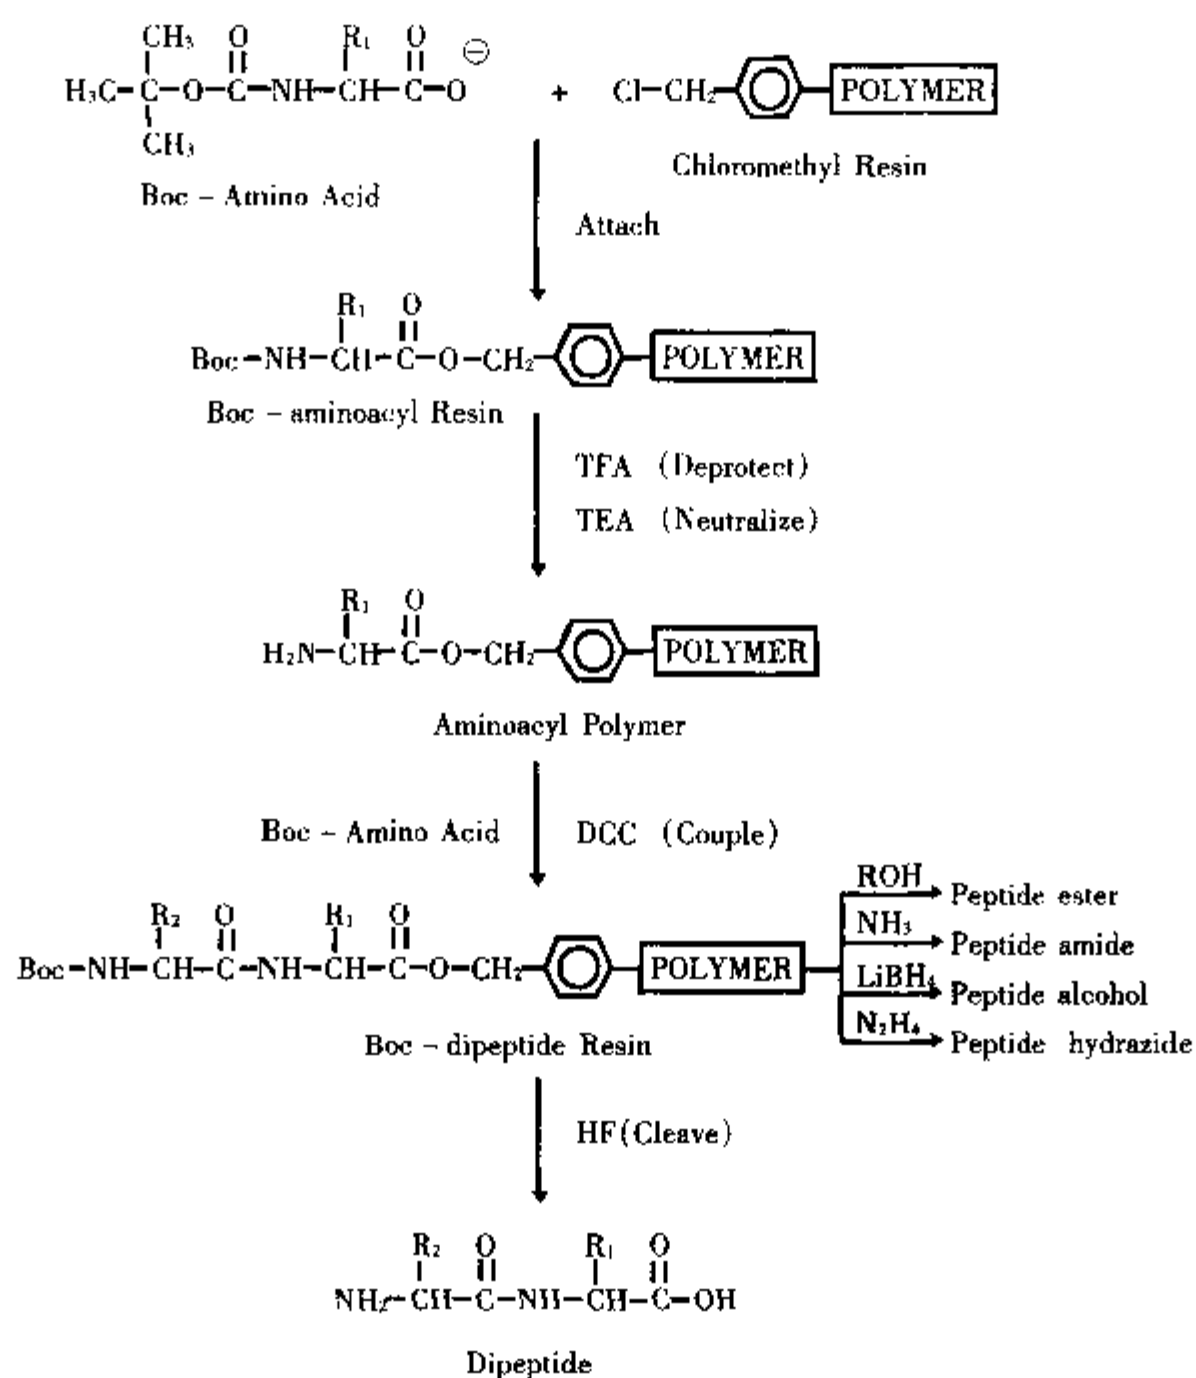 CH₃ O R₁ O ⊖
H₃C-C-O-C-NH-CH-C-O + Cl-CH₂- POLYMER
CH₃
Chloromethyl Resin
Boc - Amino Acid
Attach
R₁ O
Boc-NH-CH-C-O-CH₂- POLYMER
Boc - aminoacyl Resin
TFA (Deprotect)
TEA (Neutralize)
R₁ O
H₂N-CH-C-O-CH₂- POLYMER
Aminoacyl Polymer
Boc - Amino Acid DCC (Couple)
ROH Peptide ester
R₂ O R₁ O
NH₃ Peptide amide
Boc-NH-CH-C-NH-CH-C-O-CH₂- POLYMER
LiBH₄ Peptide alcohol
N₂H₄ Peptide hydrazide
Boc - dipeptide Resin
HF(Cleave)
R₂ O R₁ O
NH₂-CH-C-NH-CH-C-OH
Dipeptide